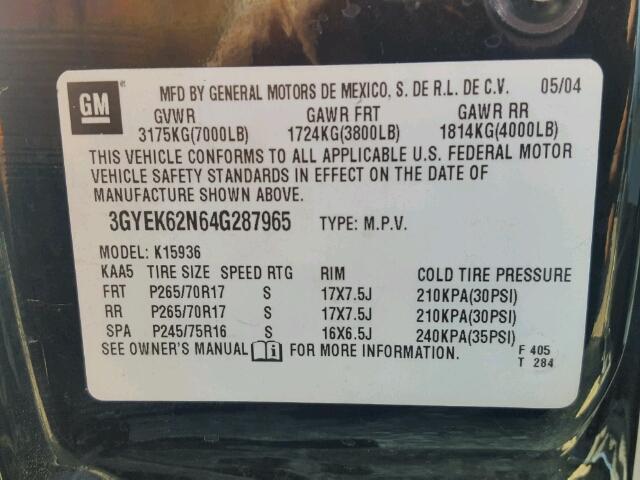 GM MFD BY GENERAL MOTORS DE MEXICO, S. DE R.L. DE C.V. 05/04
GVWR GAWR FRT GAWR RR
3175KG(7000LB) 1724KG(3800LB) 1814KG(4000LB)
THIS VEHICLE CONFORMS TO ALL APPLICABLE U.S. FEDERAL MOTOR
VEHICLE SAFETY STANDARDS IN EFFECT ON THE DATE OF
MANUFACTURE SHOWN ABOVE.
3GYEK62N64G287965 TYPE: M.P.V.
MODEL: K15936
KAA5 TIRE SIZE SPEED RTG RIM COLD TIRE PRESSURE
FRT P265/70R17 S 17X7.5J 210KPA(30PSI)
RR P265/70R17 S 17X7.5J 210KPA(30PSI)
SPA P245/75R16 S 16X6.5J 240KPA(35PSI)
SEE OWNER'S MANUAL FOR MORE INFORMATION. F 405
T 284